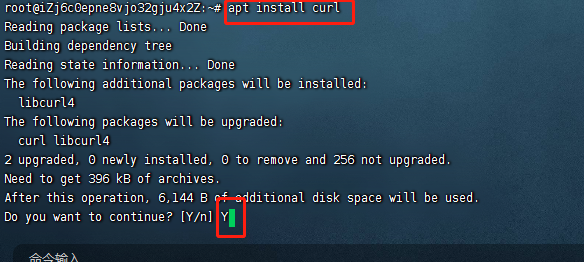 root@iZj6c0epne8vjo32gju4x2Z:~# apt install curl
Reading package lists... Done
Building dependency tree
Reading state information... Done
The following additional packages will be installed:
  libcurl4
The following packages will be upgraded:
  curl libcurl4
2 upgraded, 0 newly installed, 0 to remove and 256 not upgraded.
Need to get 396 kB of archives.
After this operation, 6,144 B of additional disk space will be used.
Do you want to continue? [Y/n] Y
命令输入